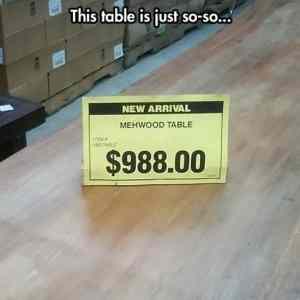 This table is just so-so...
NEW ARRIVAL
MEHWOOD TABLE
$988.00